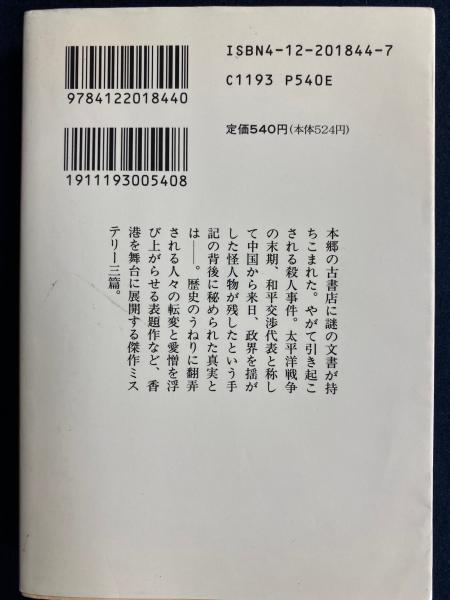 ISBN4-12-201844-7
C1193 P540E
9784122018440
定価540円(本体524円)
1911193005408
本郷の古書店に謎の文書が持
ちこまれた。やがて引き起こ
される殺人事件。太平洋戦争
の末期、和平交渉代表と称し
て中国から来日、政界を揺が
した怪人物が残したという手
記の背後に秘められた真実と
は――。歴史のうねりに翻弄
される人々の転変と愛憎を浮
び上がらせる表題作など、香
港を舞台に展開する傑作ミス
テリー三篇。